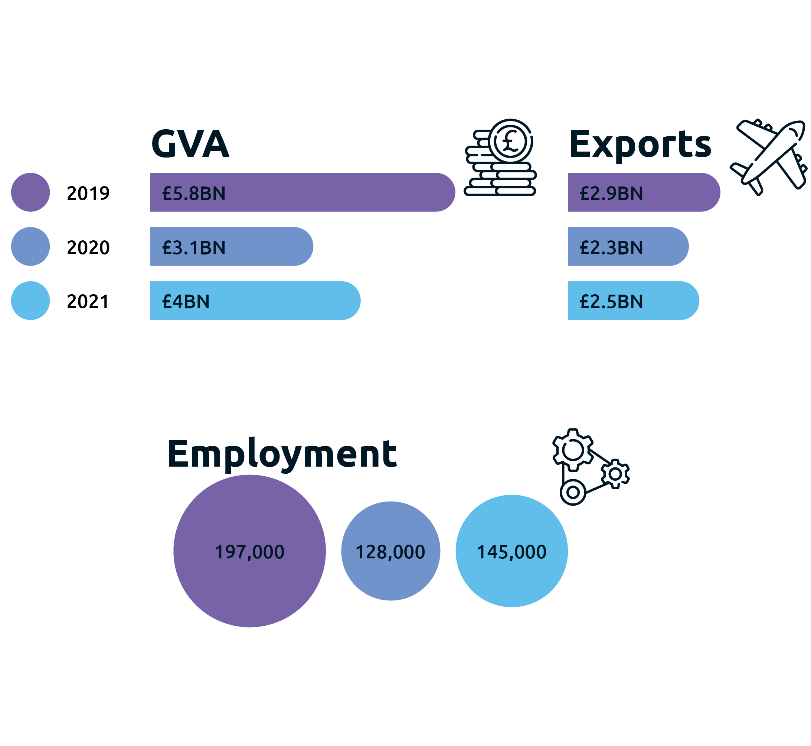 GVA
£
2019 £5.8BN
2020 £3.1BN
2021 £4BN
Exports
£2.9BN
£2.3BN
£2.5BN
Employment
197,000 128,000 145,000